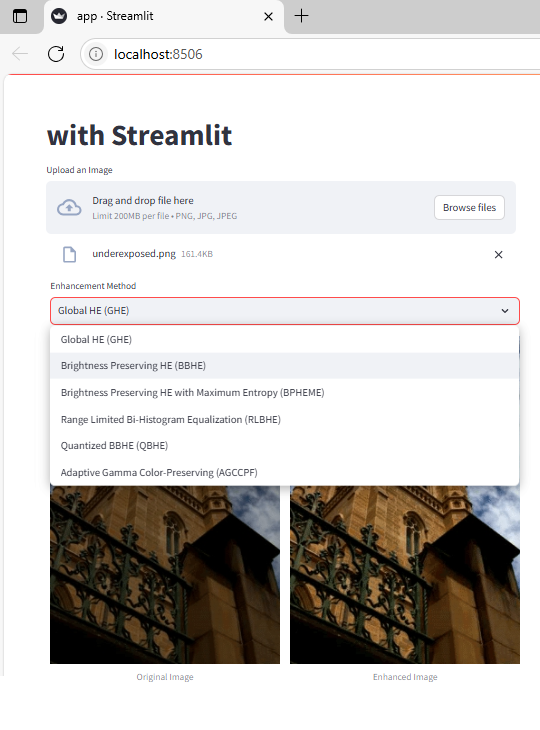 app · Streamlit
localhost:8506
with Streamlit
Upload an Image
Drag and drop file here
Limit 200MB per file • PNG, JPG, JPEG
Browse files
underexposed.png 161.4KB
Enhancement Method
Global HE (GHE)
Global HE (GHE)
Brightness Preserving HE (BBHE)
Brightness Preserving HE with Maximum Entropy (BPHEME)
Range Limited Bi-Histogram Equalization (RLBHE)
Quantized BBHE (QBHE)
Adaptive Gamma Color-Preserving (AGCCPF)
Original Image
Enhanced Image